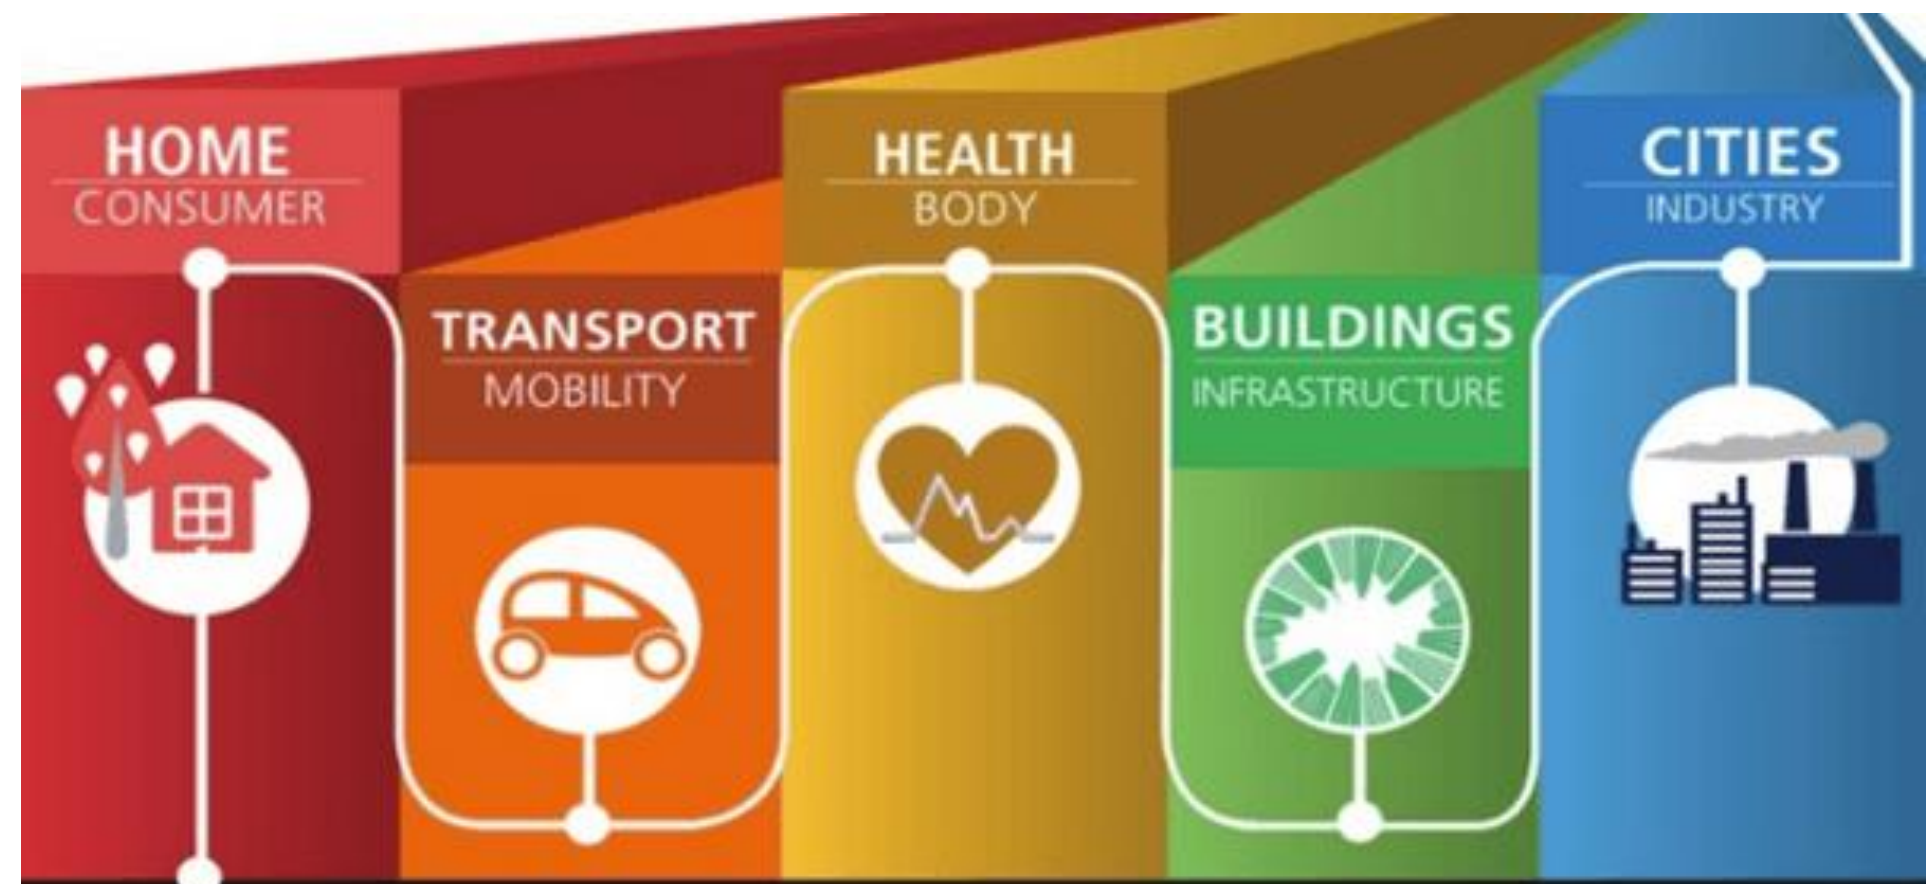 HOME
CONSUMER
TRANSPORT
MOBILITY
HEALTH
BODY
BUILDINGS
INFRASTRUCTURE
CITIES
INDUSTRY